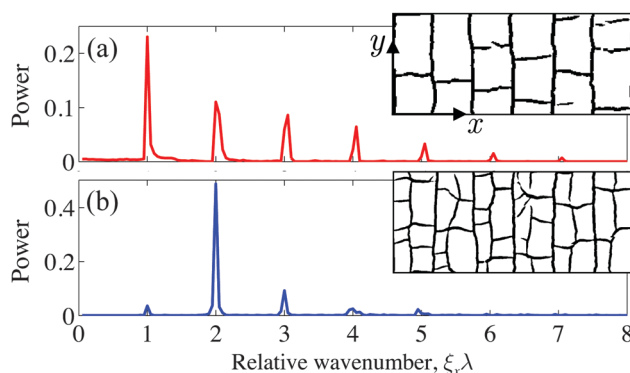 (a)
Power
0.2
0.1
0
y
x
(b)
Power
0.4
0.2
0
0 1 2 3 4 5 6 7 8
Relative wavenumber, ξₓλ